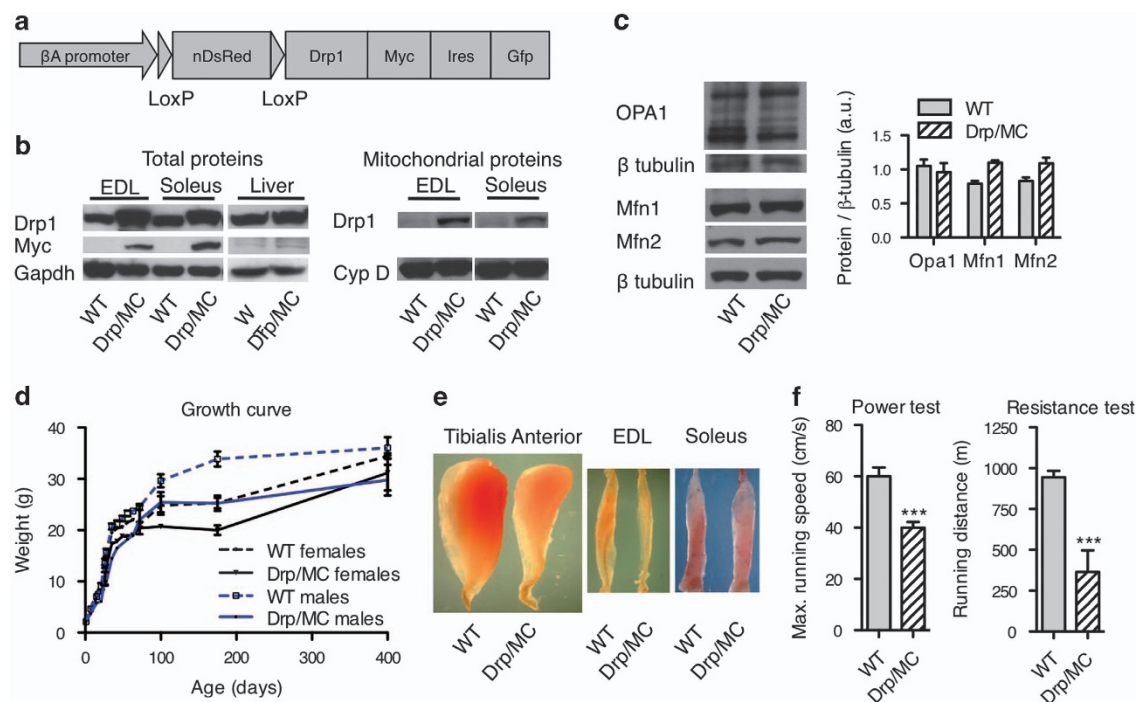 a
βA promoter
nDsRed
Drp1
Myc
Ires
Gfp
LoxP
LoxP
b
Total proteins
EDL
Soleus
Liver
Drp1
Myc
Gapdh
WT
Drp/MC
WT
Drp/MC
W
DTp/MC
Mitochondrial proteins
EDL
Soleus
Drp1
Cyp D
WT
Drp/MC
WT
Drp/MC
c
OPA1
β tubulin
Mfn1
Mfn2
β tubulin
WT
Drp/MC
WT
Drp/MC
Protein / β-tubulin (a.u.)
1.5
1.0
0.5
0.0
Opa1 Mfn1 Mfn2
d
Growth curve
Weight (g)
40
30
20
10
0
WT females
Drp/MC females
WT males
Drp/MC males
0 100 200 300 400
Age (days)
e
Tibialis Anterior
EDL
Soleus
WT
Drp/MC
WT
Drp/MC
WT
Drp/MC
f
Power test
Max. running speed (cm/s)
80
60
40
20
0
***
WT
Drp/MC
Resistance test
Running distance (m)
1250
1000
750
500
250
0
***
WT
Drp/MC